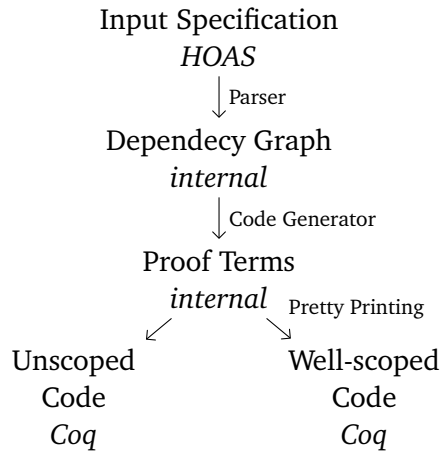 Input Specification
HOAS
Parser
Dependecy Graph
internal
Code Generator
Proof Terms
internal
Pretty Printing
Unscoped
Code
Coq
Well-scoped
Code
Coq